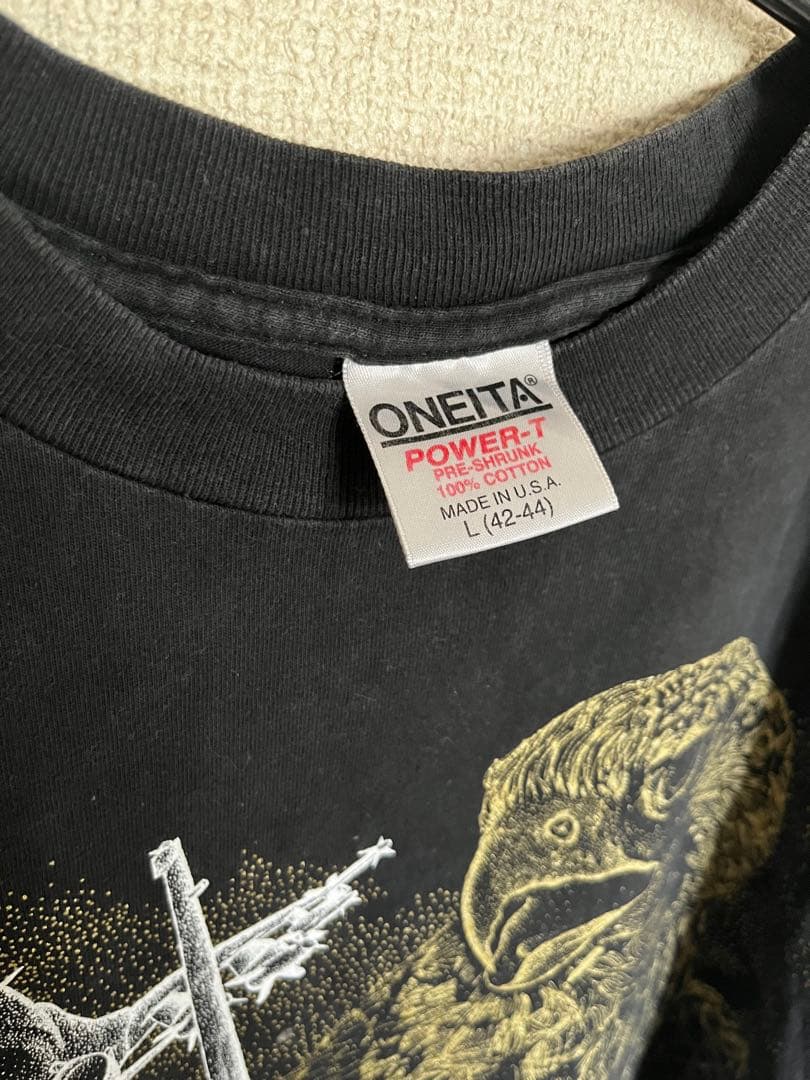 ONEITA®
POWER-T
PRE-SHRUNK
100% COTTON
MADE IN U.S.A.
L (42-44)